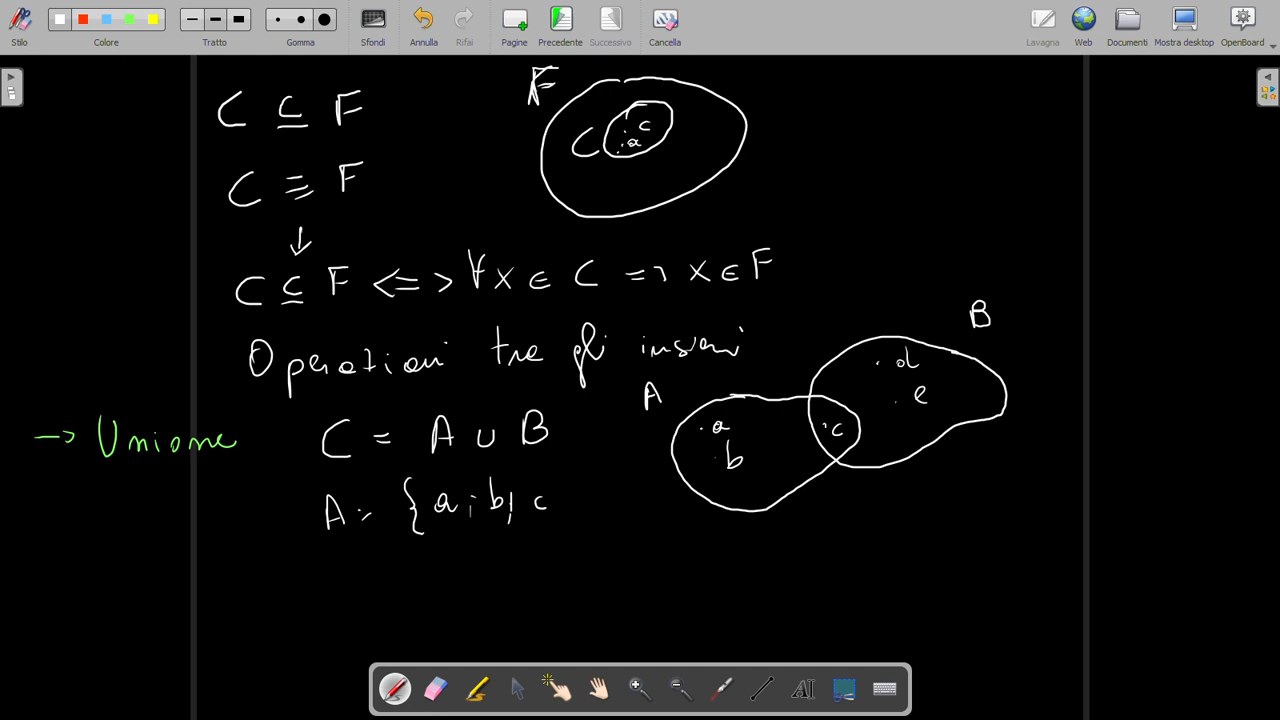 Stilo Colore Tratto Gomma Sfondi Annulla Rifai Pagine Precedente Successivo Cancella Lavagna Web Documenti Mostra desktop OpenBoard
C ⊆ F
F
C
c
a
C ≡ F
↓
C ⊆ F <=> ∀ x ∈ C => x ∈ F
Operazioni tra gli insiemi
B
A
d
e
→ Unione C = A ∪ B
a
c
b
A = {a; b; c